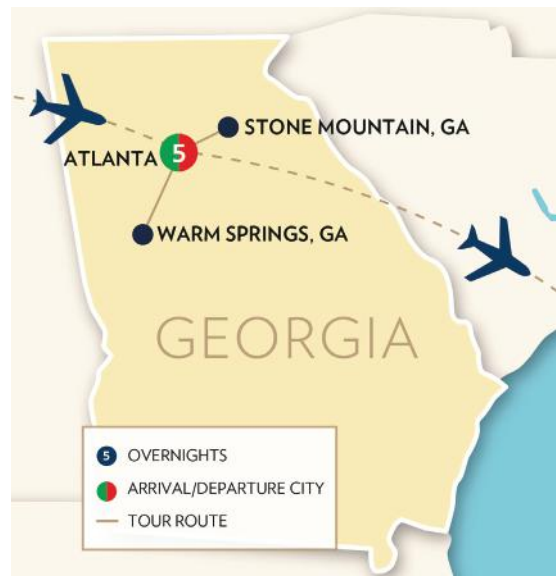 STONE MOUNTAIN, GA
ATLANTA 5
WARM SPRINGS, GA
GEORGIA
5 OVERNIGHTS
ARRIVAL/DEPARTURE CITY
TOUR ROUTE